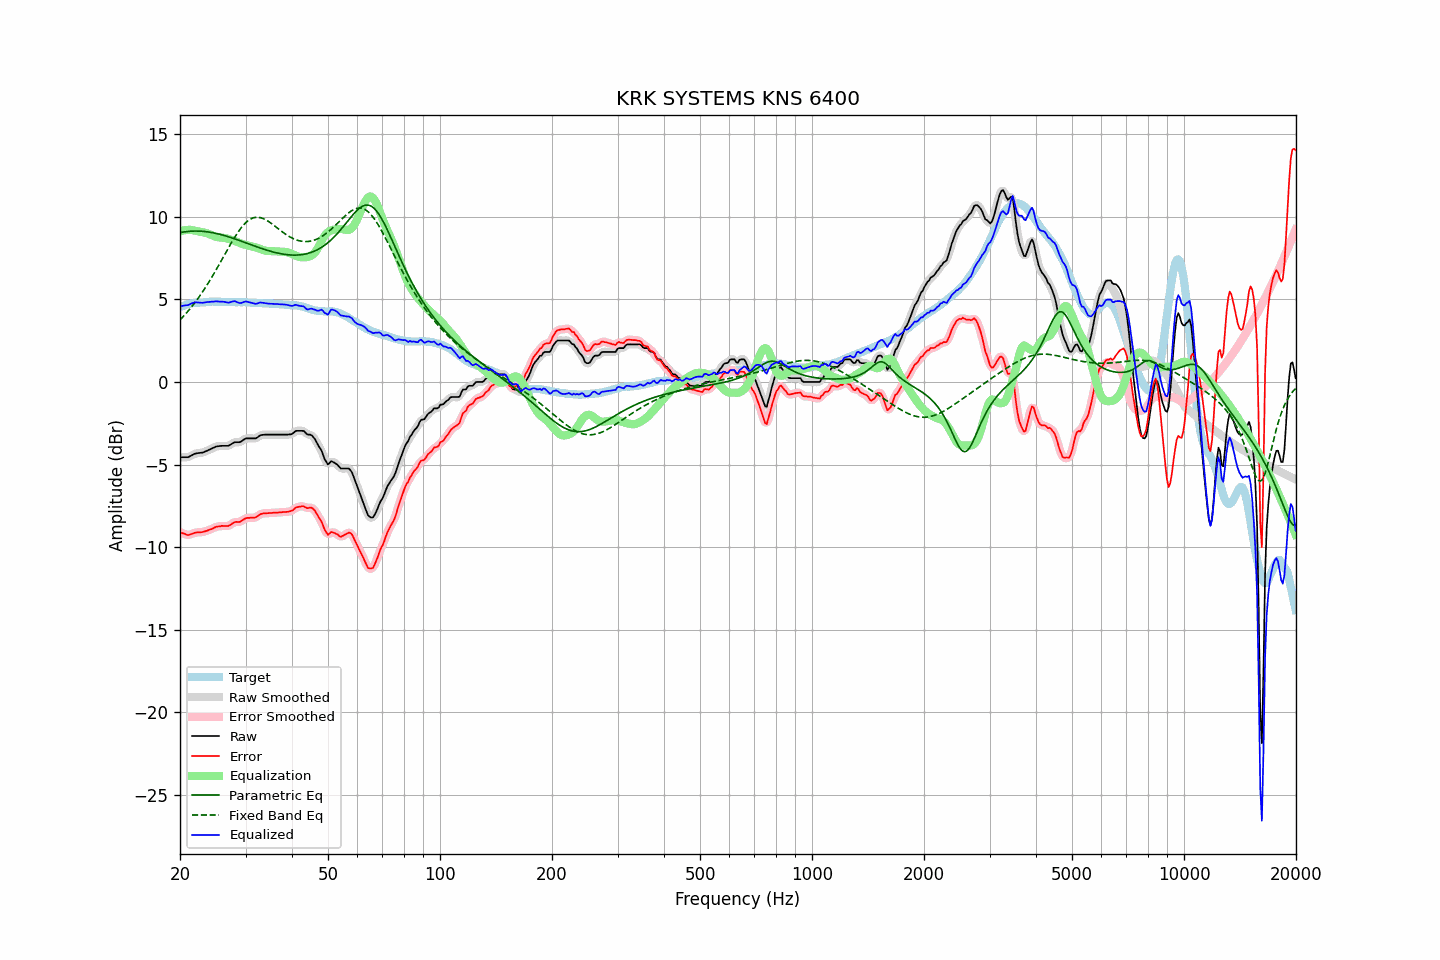 KRK SYSTEMS KNS 6400
15
10
5
0
−5
−10
−15
−20
−25
Amplitude (dBr)
Target
Raw Smoothed
Error Smoothed
Raw
Error
Equalization
Parametric Eq
Fixed Band Eq
Equalized
20 50 100 200 500 1000 2000 5000 10000 20000
Frequency (Hz)